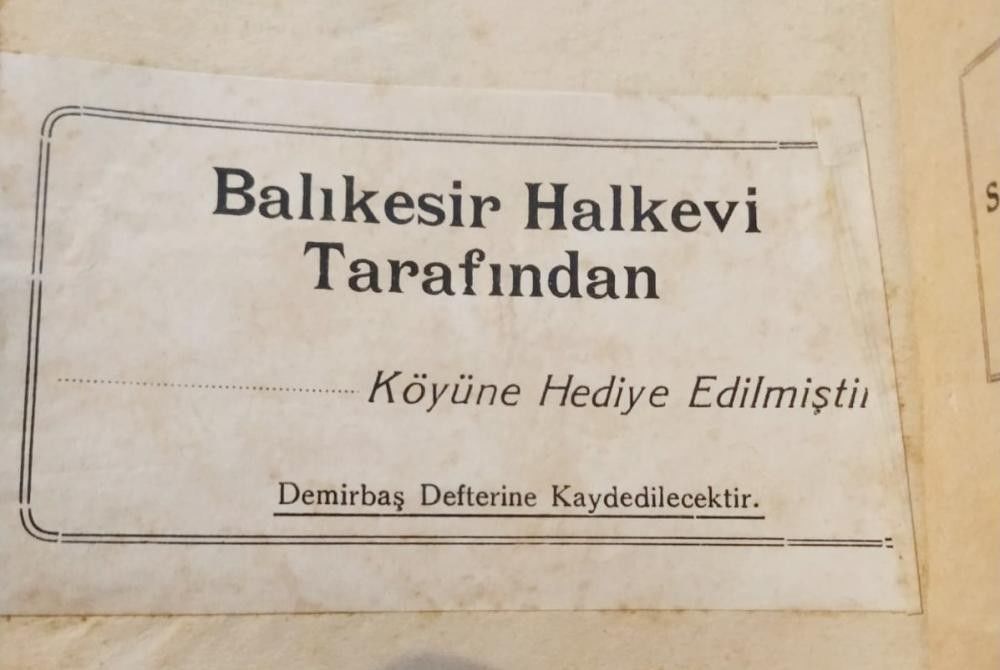 Balıkesir Halkevi
Tarafından
.............................. Köyüne Hediye Edilmiştir
Demirbaş Defterine Kaydedilecektir.
S